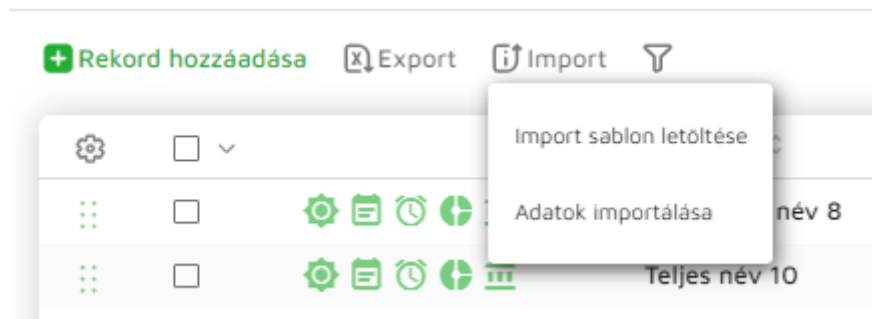 Rekord hozzáadása Export Import
Import sablon letöltése
Adatok importálása
név 8
Teljes név 10